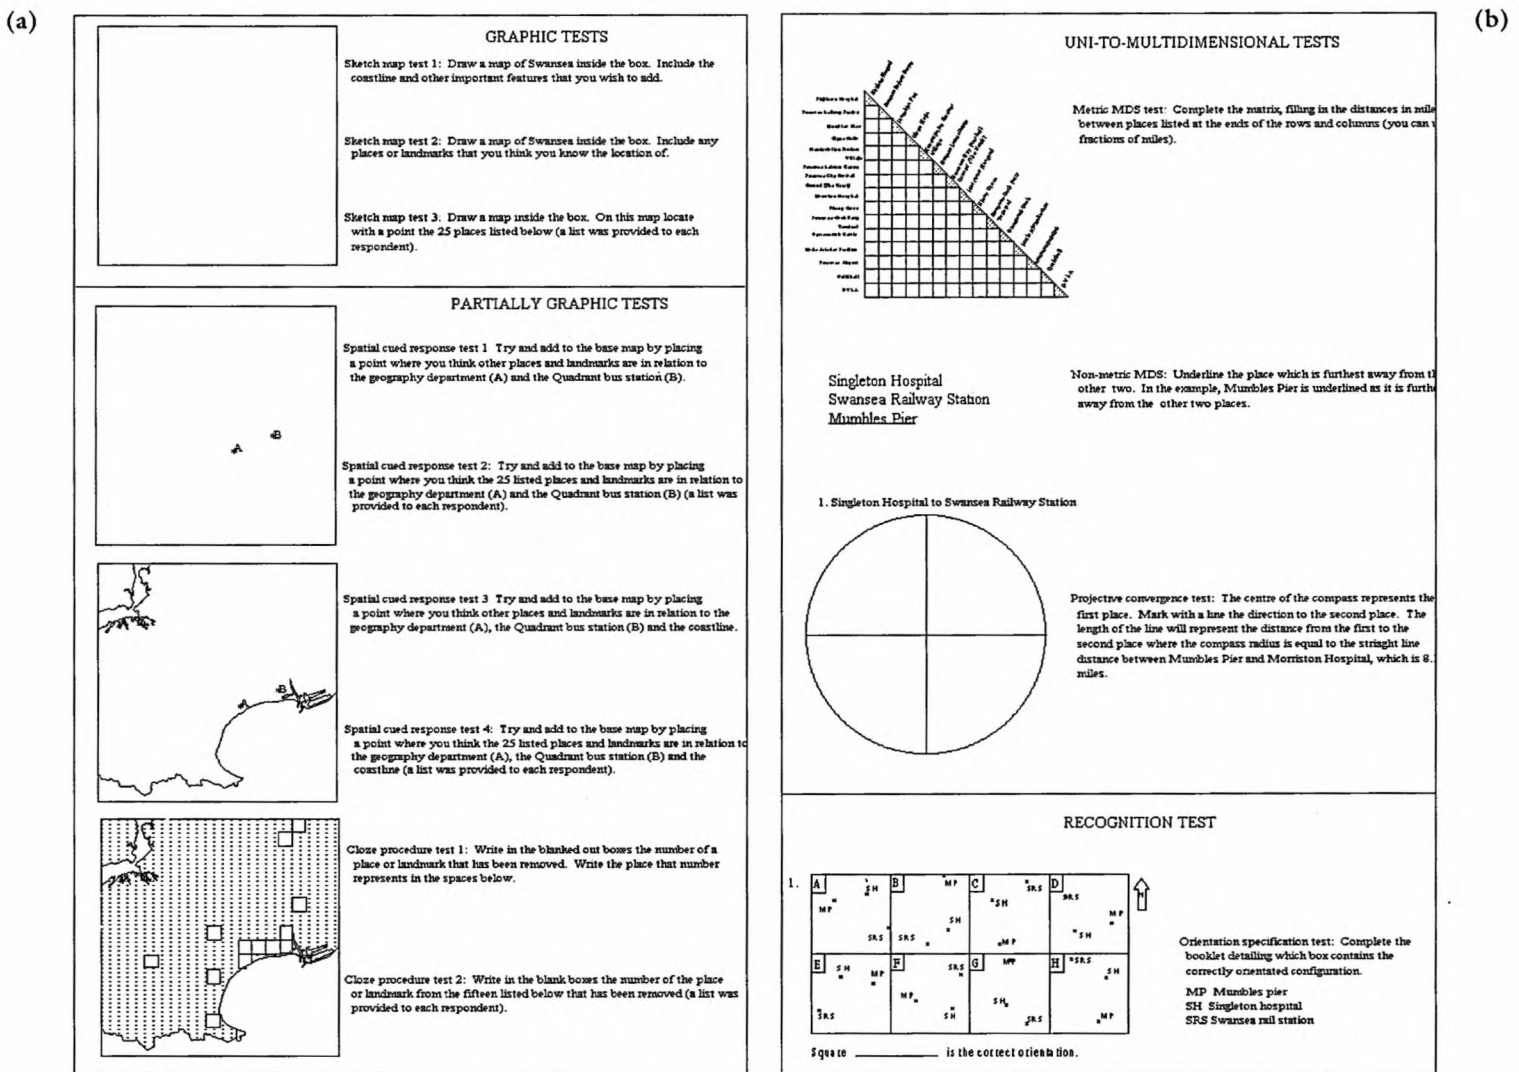 (a)
GRAPHIC TESTS
Sketch map test 1: Draw a map of Swansea inside the box. Include the
coastline and other important features that you wish to add.
Sketch map test 2: Draw a map of Swansea inside the box. Include any
places or landmarks that you think you know the location of.
Sketch map test 3. Draw a map inside the box. On this map locate
with a point the 25 places listed below (a list was provided to each
respondent).
PARTIALLY GRAPHIC TESTS
Spatial cued response test 1 Try and add to the base map by placing
a point where you think other places and landmarks are in relation to
the geography department (A) and the Quadrant bus station (B).
A
B
Spatial cued response test 2: Try and add to the base map by placing
a point where you think the 25 listed places and landmarks are in relation to
the geography department (A) and the Quadrant bus station (B) (a list was
provided to each respondent).
Spatial cued response test 3 Try and add to the base map by placing
a point where you think other places and landmarks are in relation to the
geography department (A), the Quadrant bus station (B) and the coastline.
B
A
Spatial cued response test 4: Try and add to the base map by placing
a point where you think the 25 listed places and landmarks are in relation to
the geography department (A), the Quadrant bus station (B) and the
coastline (a list was provided to each respondent).
Cloze procedure test 1: Write in the blanked out boxes the number of a
place or landmark that has been removed. Write the place that number
represents in the spaces below.
Cloze procedure test 2: Write in the blank boxes the number of the place
or landmark from the fifteen listed below that has been removed (a list was
provided to each respondent).
(b)
UNI-TO-MULTIDIMENSIONAL TESTS
Metric MDS test: Complete the matrix, filling in the distances in mile
between places listed at the ends of the rows and columns (you can
fractions of miles).
Singleton Hospital
Swansea Railway Station
Mumbles Pier
Non-metric MDS: Underline the place which is furthest away from
other two. In the example, Mumbles Pier is underlined as it is furthe
away from the other two places.
1. Singleton Hospital to Swansea Railway Station
Projective convergence test: The centre of the compass represents the
first place. Mark with a line the direction to the second place. The
length of the line will represent the distance from the first to the
second place where the compass radius is equal to the striaght line
distance between Mumbles Pier and Morriston Hospital, which is 8.
miles.
RECOGNITION TEST
1.
A SH MP SRS
B MP SH SRS
C SRS SH MP
D SRS MP SH
N
E SH MP SRS
F SRS MP SH
G MP SH SRS
H SRS SH MP
Orientation specification test: Complete the
booklet detailing which box contains the
correctly orientated configuration.
MP Mumbles pier
SH Singleton hospital
SRS Swansea rail station
Square ________ is the correct orientation.